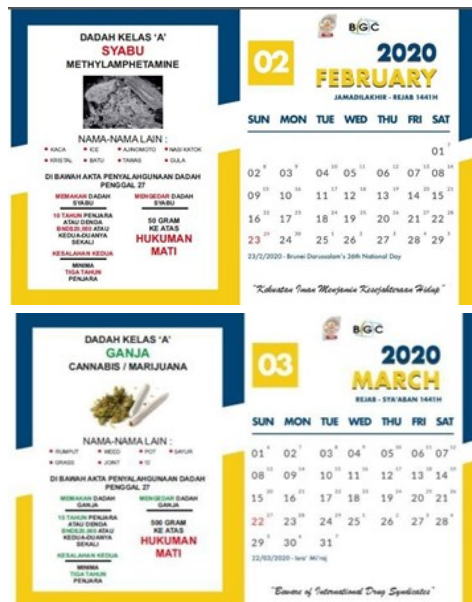 DADAH KELAS 'A'
SYABU
METHYLAMPHETAMINE
NAMA-NAMA LAIN :
KACA ICE AJINOMOTO NASI KATOK
KRISTAL BATU TAWAS GULA
DI BAWAH AKTA PENYALAHGUNAAN DADAH
PENGGAL 27
MEMAKAN DADAH
SYABU
10 TAHUN PENJARA
ATAU DENDA
BND$20,000 ATAU
KEDUA-DUANYA
SEKALI
KESALAHAN KEDUA
MINIMA
TIGA TAHUN
PENJARA
MENGEDAR DADAH
SYABU
50 GRAM
KE ATAS
HUKUMAN
MATI
BGC
02
2020
FEBRUARY
JAMADILAKHIR - REJAB 1441H
SUN MON TUE WED THU FRI SAT
01
02 03 04 05 06 07 08
09 10 11 12 13 14 15
16 17 18 19 20 21 22
23 24 25 26 27 28 29
23/2/2020 - Brunei Darussalam's 36th National Day
"Kekuatan Iman Menjamin Kesejahteraan Hidup"
DADAH KELAS 'A'
GANJA
CANNABIS / MARIJUANA
NAMA-NAMA LAIN :
RUMPUT WEED POT SAYUR
GRASS JOINT
DI BAWAH AKTA PENYALAHGUNAAN DADAH
PENGGAL 27
MEMAKAN DADAH
GANJA
10 TAHUN PENJARA
ATAU DENDA
BND$20,000 ATAU
KEDUA-DUANYA
SEKALI
KESALAHAN KEDUA
MINIMA
TIGA TAHUN
PENJARA
MENGEDAR DADAH
GANJA
500 GRAM
KE ATAS
HUKUMAN
MATI
BGC
03
2020
MARCH
REJAB - SYA'ABAN 1441H
SUN MON TUE WED THU FRI SAT
01 02 03 04 05 06 07
08 09 10 11 12 13 14
15 16 17 18 19 20 21
22 23 24 25 26 27 28
29 30 31
22/03/2020 - Isra' Mi'raj
"Beware of International Drug Syndicates"